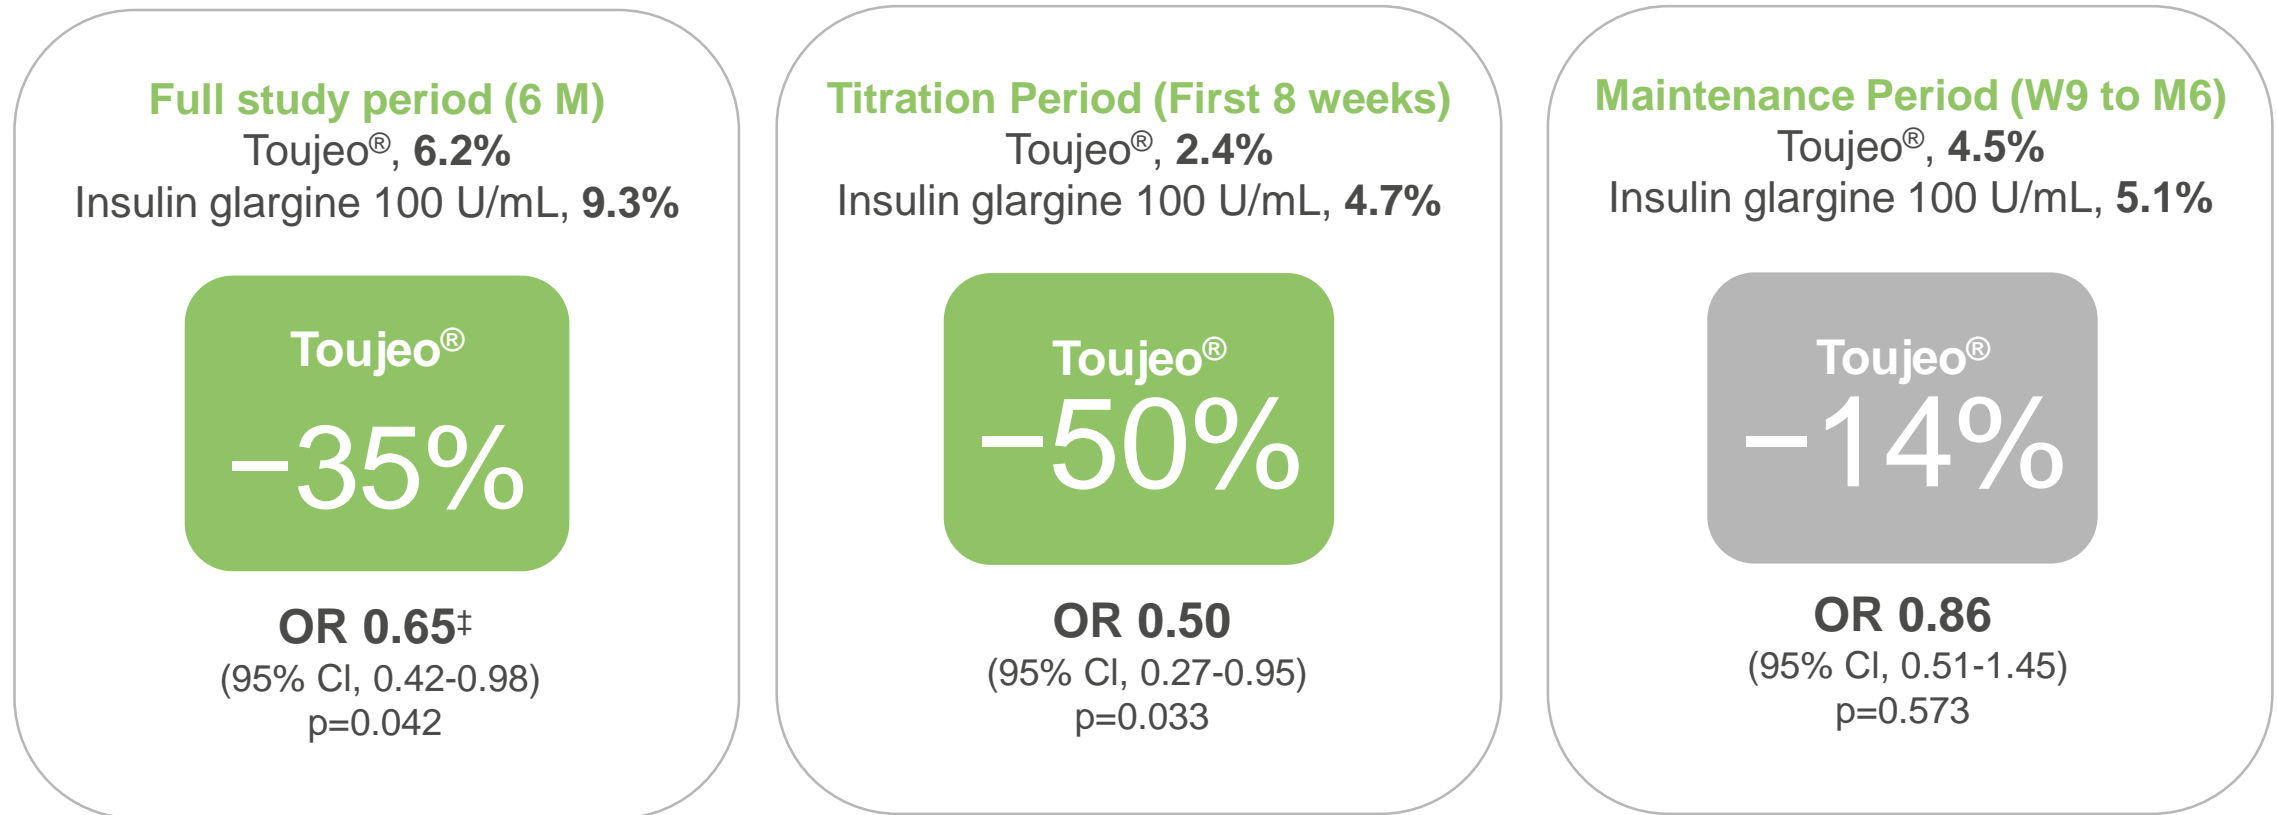 Full study period (6 M)
Toujeo®, 6.2%
Insulin glargine 100 U/mL, 9.3%
Toujeo®
−35%
OR 0.65‡
(95% CI, 0.42-0.98)
p=0.042
Titration Period (First 8 weeks)
Toujeo®, 2.4%
Insulin glargine 100 U/mL, 4.7%
Toujeo®
−50%
OR 0.50
(95% CI, 0.27-0.95)
p=0.033
Maintenance Period (W9 to M6)
Toujeo®, 4.5%
Insulin glargine 100 U/mL, 5.1%
Toujeo®
−14%
OR 0.86
(95% CI, 0.51-1.45)
p=0.573